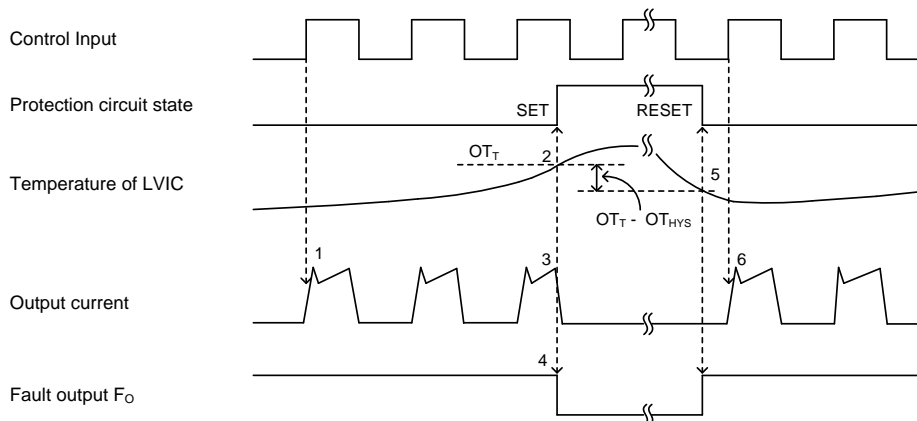 Control Input
Protection circuit state
SET
RESET
OT_T
2
5
Temperature of LVIC
OT_T - OT_HYS
1
3
6
Output current
4
Fault output F_O